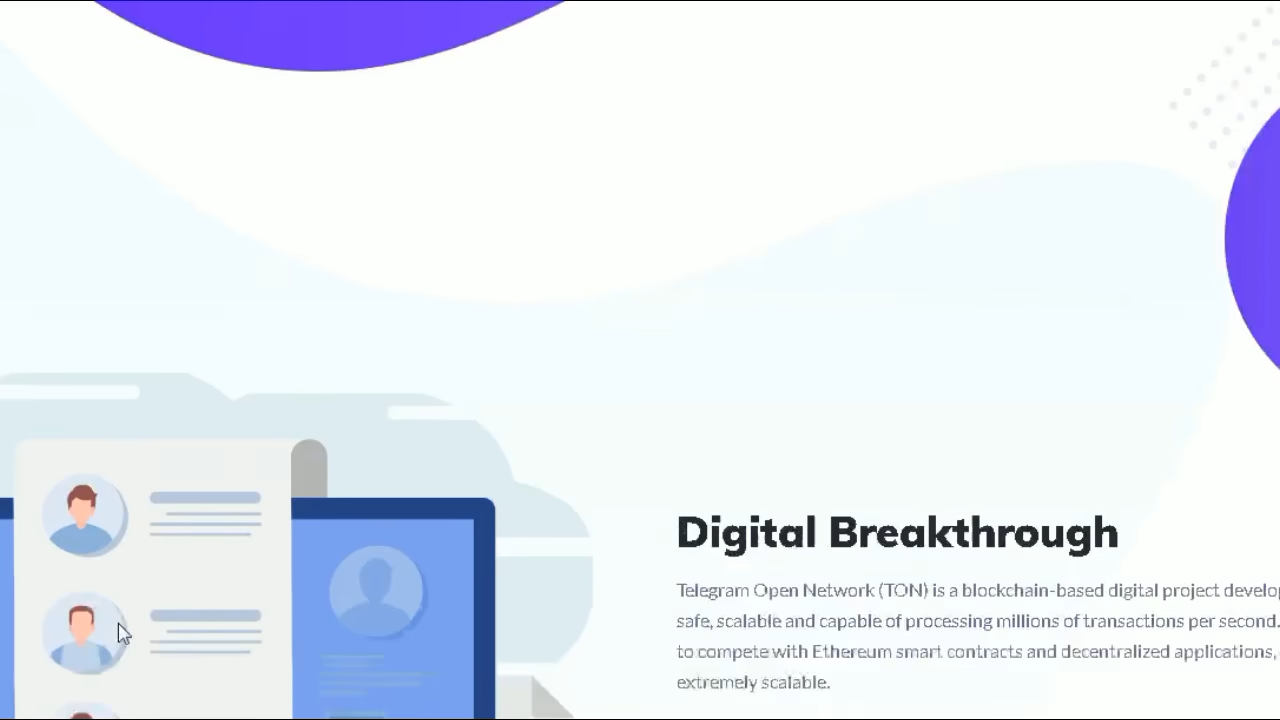 Digital Breakthrough
Telegram Open Network (TON) is a blockchain-based digital project develop
safe, scalable and capable of processing millions of transactions per second.
to compete with Ethereum smart contracts and decentralized applications,
extremely scalable.